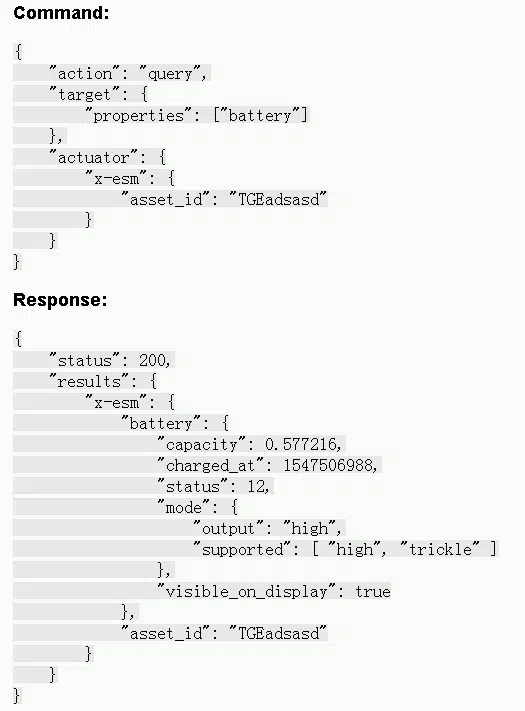 Command:
{
    "action": "query",
    "target": {
        "properties": ["battery"]
    },
    "actuator": {
        "x-esm": {
            "asset_id": "TGEadsasd"
        }
    }
}
Response:
{
    "status": 200,
    "results": {
        "x-esm": {
            "battery": {
                "capacity": 0.577216,
                "charged_at": 1547506988,
                "status": 12,
                "mode": {
                    "output": "high",
                    "supported": [ "high", "trickle" ]
                },
                "visible_on_display": true
            },
            "asset_id": "TGEadsasd"
        }
    }
}